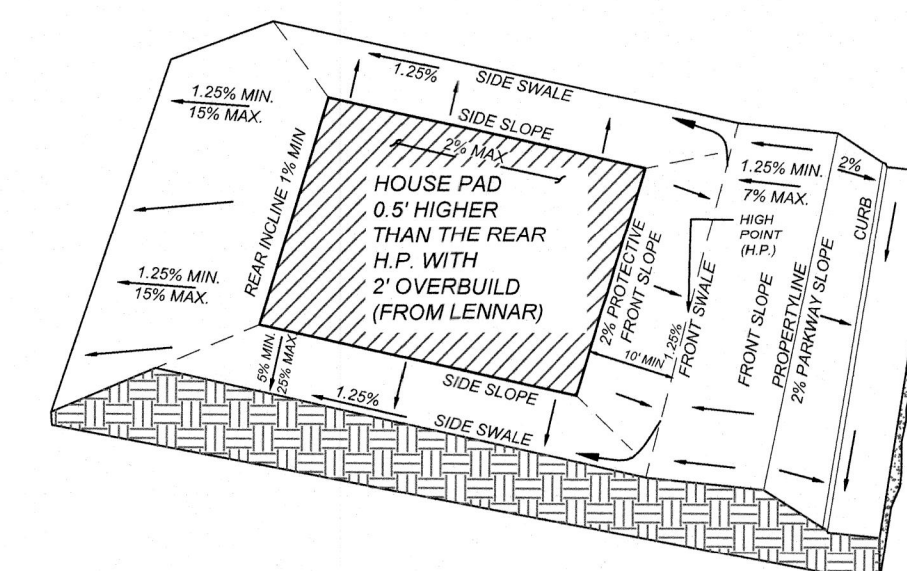 1.25%
SIDE SWALE
1.25% MIN.
15% MAX.
SIDE SLOPE
2% MAX
1.25% MIN.
7% MAX.
2%
HOUSE PAD
0.5' HIGHER
THAN THE REAR
H.P. WITH
2' OVERBUILD
(FROM LENNAR)
REAR INCLINE 1% MIN
HIGH
POINT
(H.P.)
CURB
2% PROTECTIVE
FRONT SLOPE
1.25% MIN.
15% MAX.
10' MIN
1.25%
FRONT SWALE
FRONT SLOPE
PROPERTYLINE
2% PARKWAY SLOPE
5% MIN.
25% MAX
1.25%
SIDE SLOPE
SIDE SWALE